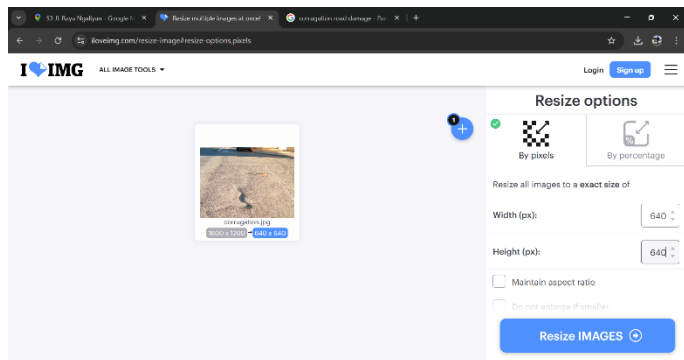 53 Jl. Raya Ngaliyan - Google M
Resize multiple images at once!
corrugation road damage - Pen
iloveimg.com/resize-image#resize-options,pixels
I IMG
ALL IMAGE TOOLS
Login
Sign up
1
+
corrugation.jpg
1600 x 1200
640 x 640
Resize options
By pixels
By percentage
Resize all images to a exact size of
Width (px):
640
Height (px):
640
Maintain aspect ratio
Do not enlarge if smaller
Resize IMAGES